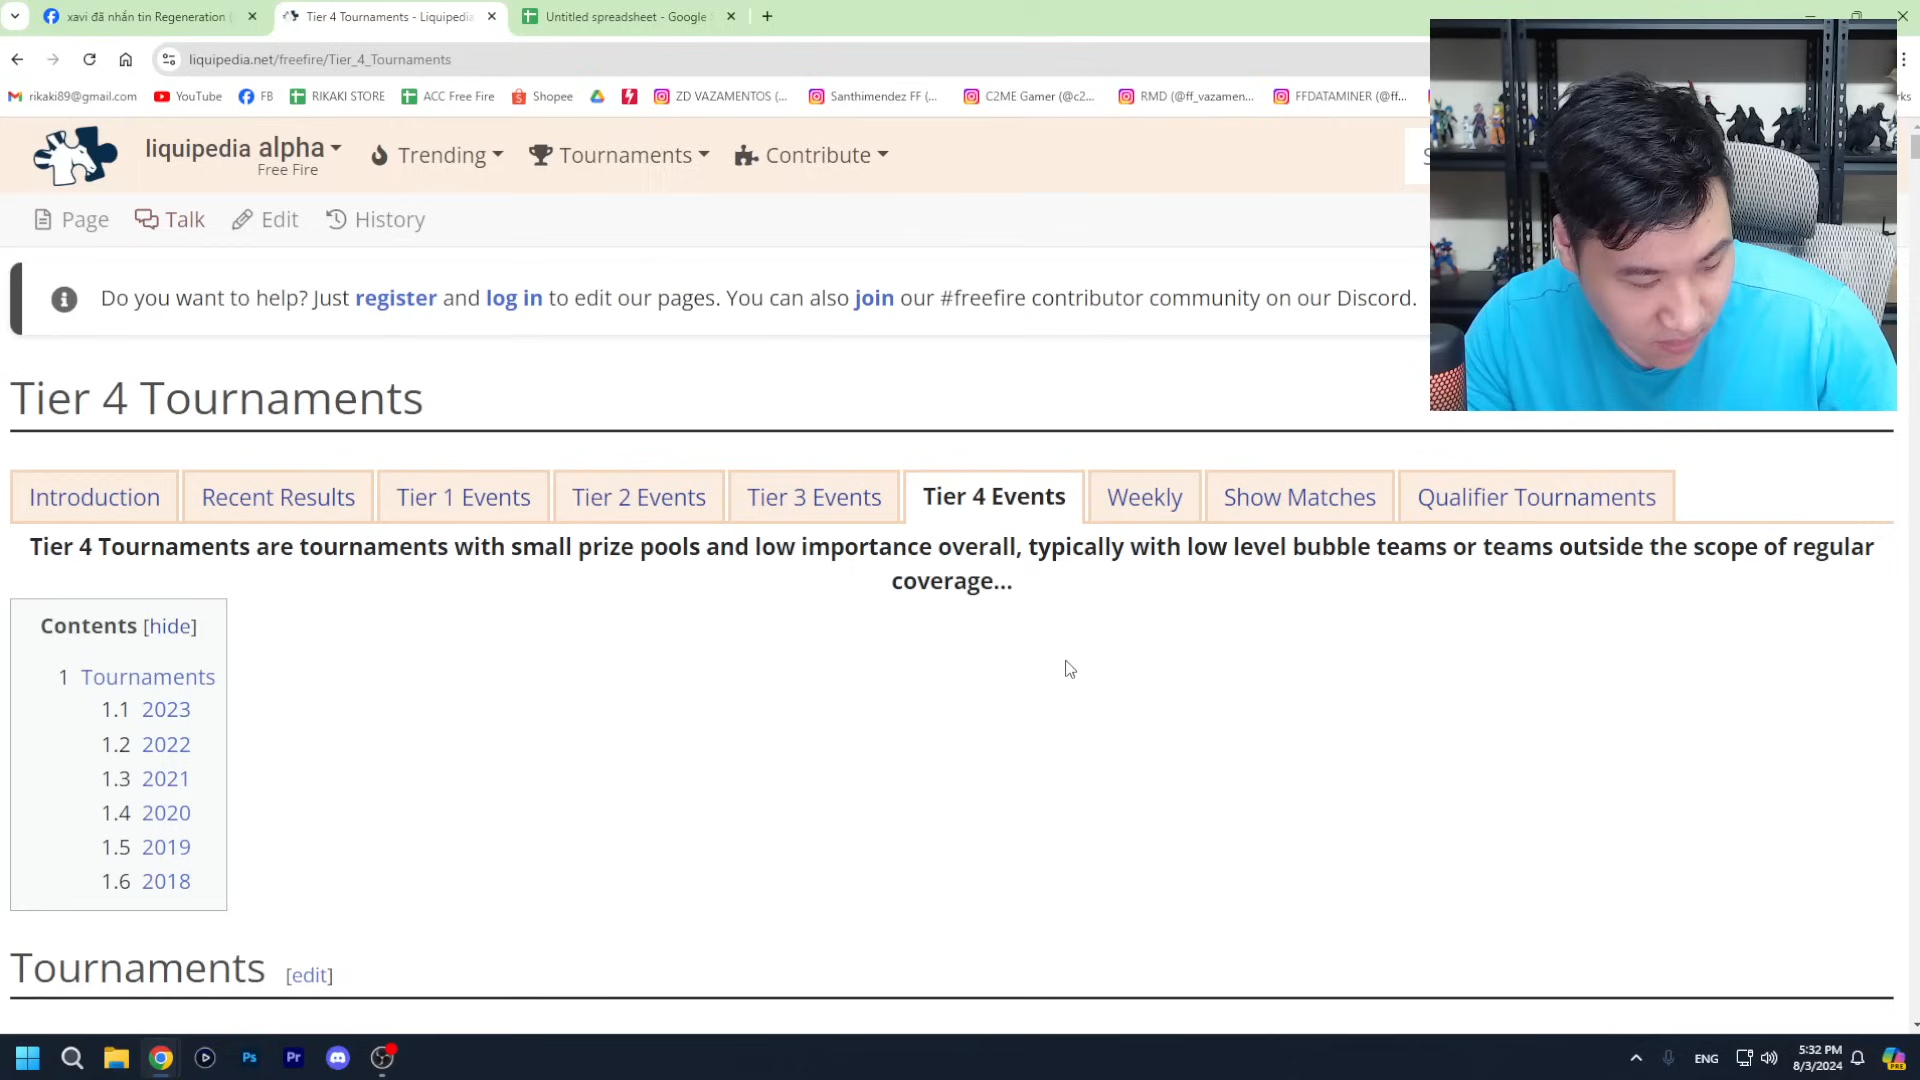 xavi đã nhắn tin Regeneration
Tier 4 Tournaments - Liquipedia
Untitled spreadsheet - Google
liquipedia.net/freefire/Tier_4_Tournaments
rikaki89@gmail.com YouTube FB RIKAKI STORE ACC Free Fire Shopee ZD VAZAMENTOS (... Santhimendez FF (... C2ME Gamer (@c2... RMD (@ff_vazamen... FFDATAMINER (@ff...
liquipedia alpha
Free Fire
Trending Tournaments Contribute
Page Talk Edit History
Do you want to help? Just register and log in to edit our pages. You can also join our #freefire contributor community on our Discord.
Tier 4 Tournaments
Introduction Recent Results Tier 1 Events Tier 2 Events Tier 3 Events Tier 4 Events Weekly Show Matches Qualifier Tournaments
Tier 4 Tournaments are tournaments with small prize pools and low importance overall, typically with low level bubble teams or teams outside the scope of regular
coverage...
Contents [hide]
1 Tournaments
1.1 2023
1.2 2022
1.3 2021
1.4 2020
1.5 2019
1.6 2018
Tournaments [edit]
Ps Pr
ENG
5:32 PM
8/3/2024
PRE